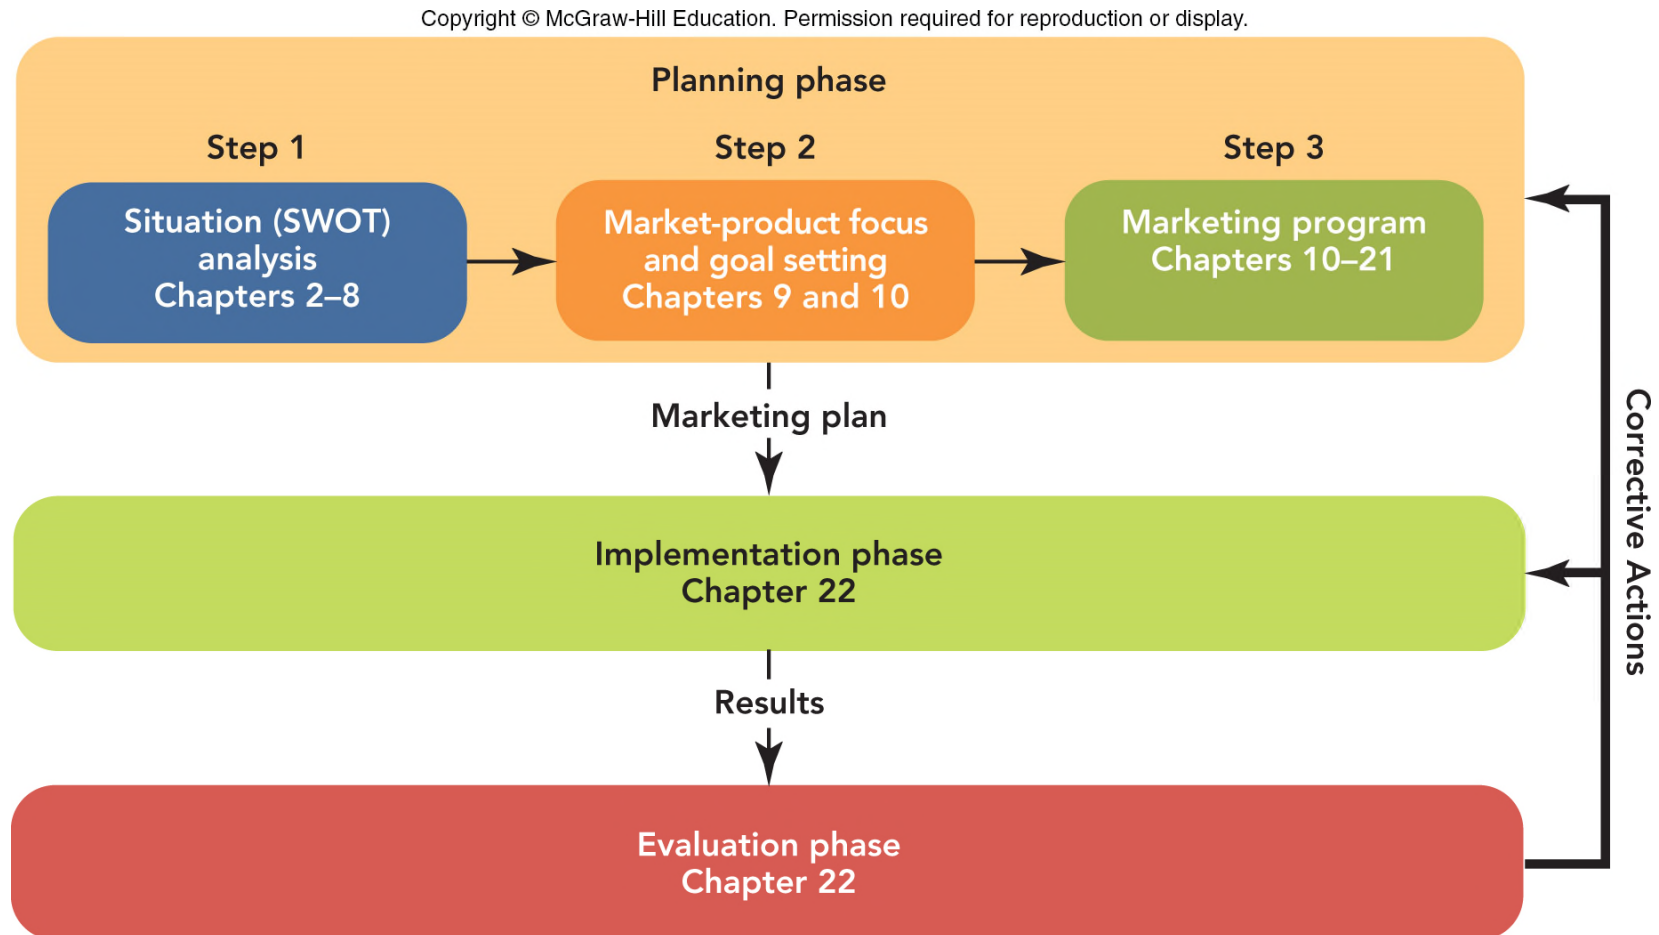 Copyright © McGraw-Hill Education. Permission required for reproduction or display.
Planning phase
Step 1
Situation (SWOT)
analysis
Chapters 2–8
Step 2
Market-product focus
and goal setting
Chapters 9 and 10
Step 3
Marketing program
Chapters 10–21
Marketing plan
Implementation phase
Chapter 22
Results
Evaluation phase
Chapter 22
Corrective Actions